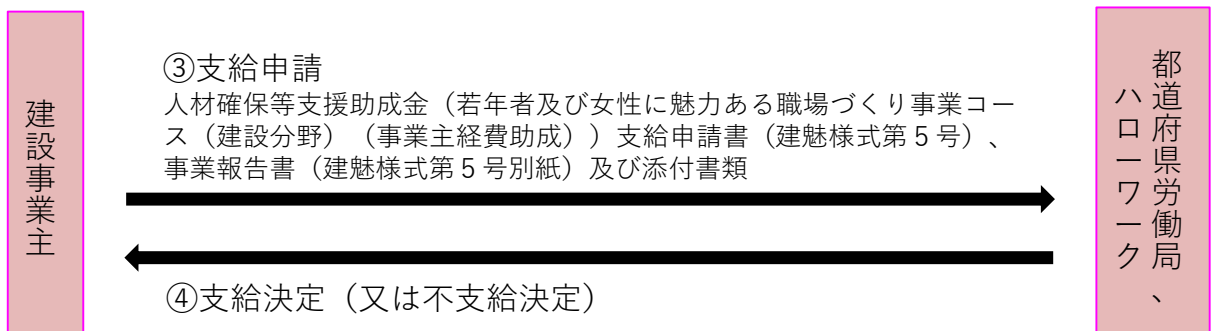 建設事業主
③支給申請
人材確保等支援助成金（若年者及び女性に魅力ある職場づくり事業コー
ス（建設分野）（事業主経費助成））支給申請書（建魅様式第５号）、
事業報告書（建魅様式第５号別紙）及び添付書類
④支給決定（又は不支給決定）
都道府県労働局、
ハローワーク